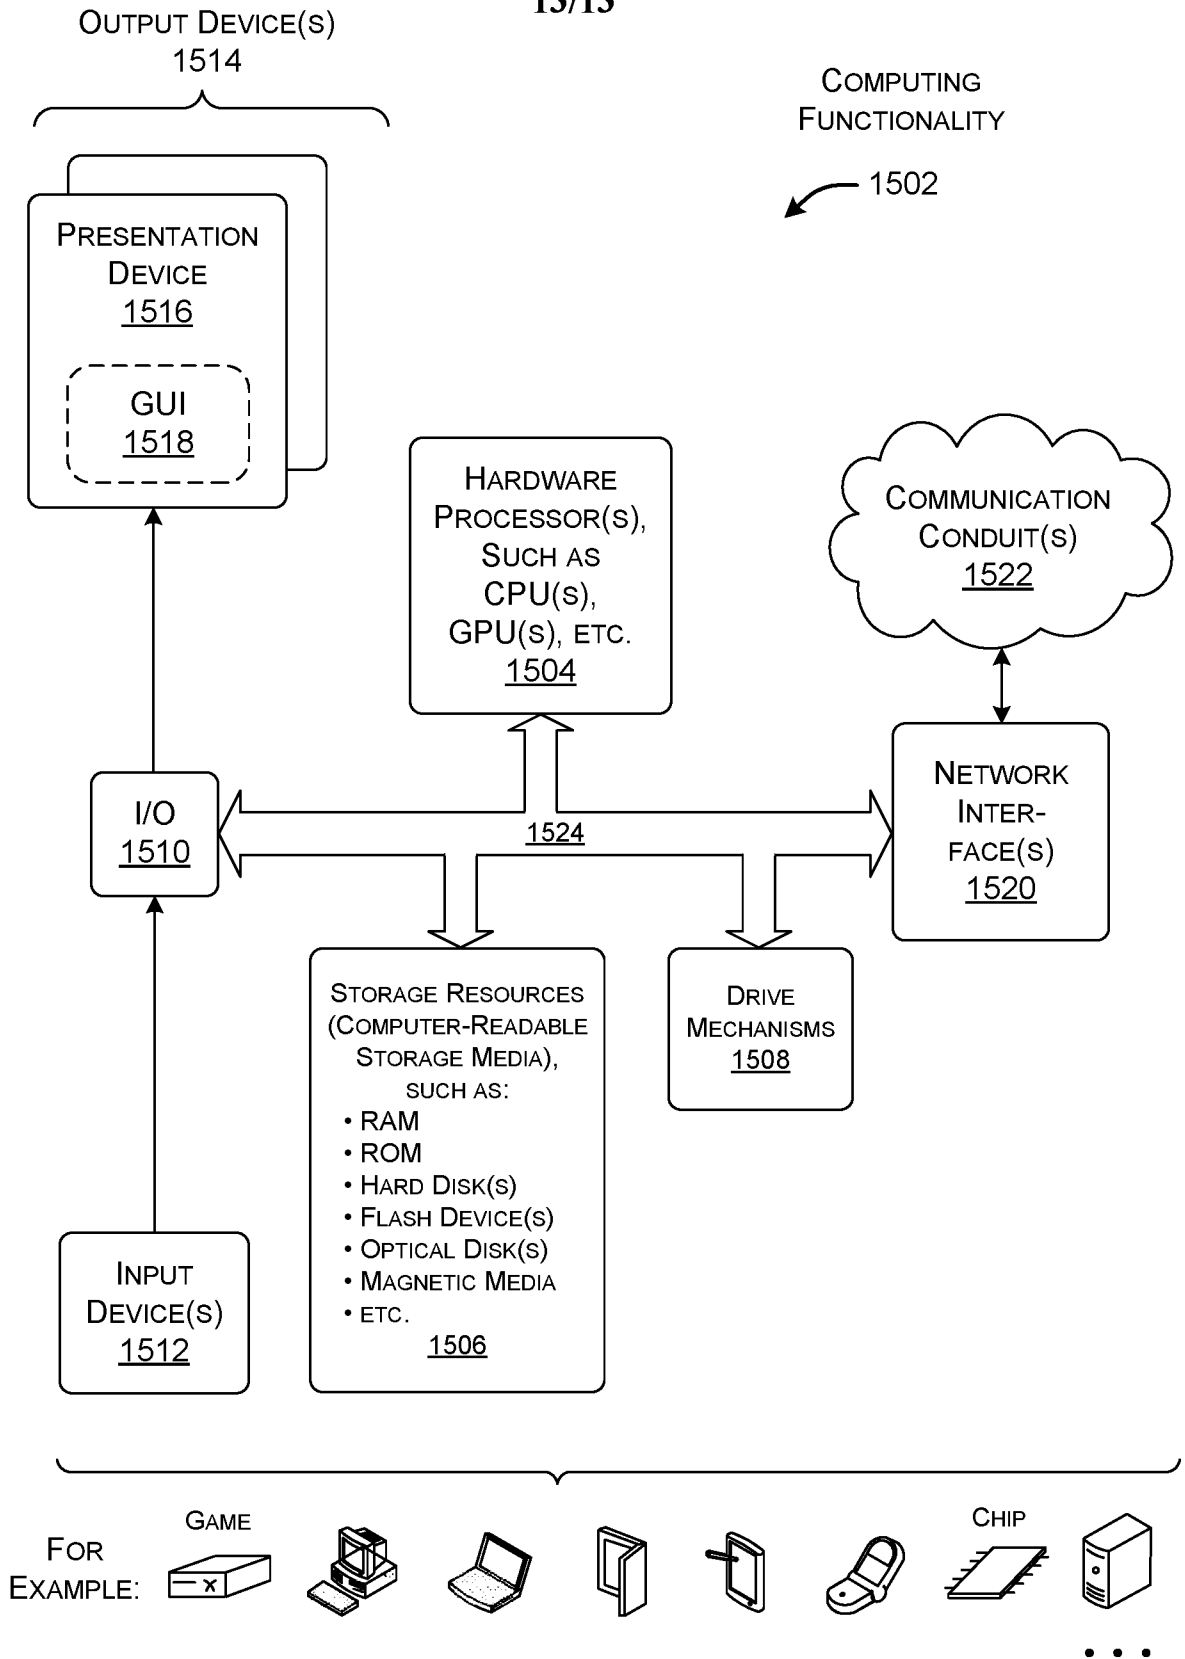 13/13
OUTPUT DEVICE(S)
1514
COMPUTING
FUNCTIONALITY
1502
PRESENTATION
DEVICE
1516
GUI
1518
HARDWARE
PROCESSOR(S),
SUCH AS
CPU(S),
GPU(S), ETC.
1504
COMMUNICATION
CONDUIT(S)
1522
I/O
1510
1524
NETWORK
INTER-
FACE(S)
1520
STORAGE RESOURCES
(COMPUTER-READABLE
STORAGE MEDIA),
SUCH AS:
• RAM
• ROM
• HARD DISK(S)
• FLASH DEVICE(S)
• OPTICAL DISK(S)
• MAGNETIC MEDIA
• ETC.
1506
DRIVE
MECHANISMS
1508
INPUT
DEVICE(S)
1512
FOR
EXAMPLE:
GAME
CHIP
. . .